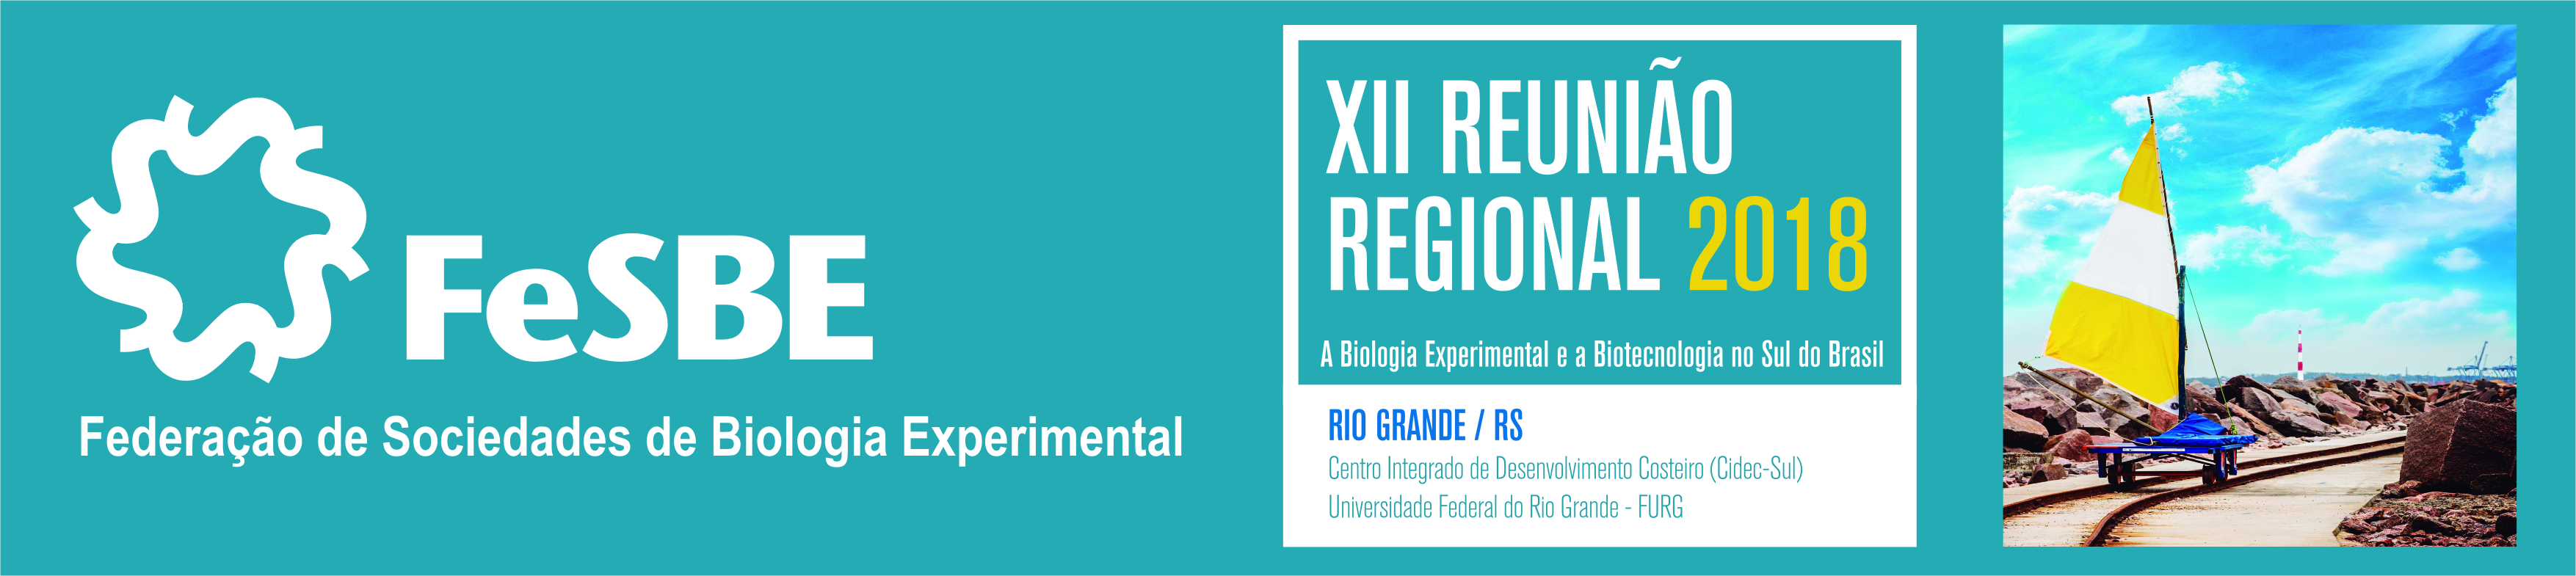 FeSBE
Federação de Sociedades de Biologia Experimental
XII REUNIÃO
REGIONAL 2018
A Biologia Experimental e a Biotecnologia no Sul do Brasil
RIO GRANDE / RS
Centro Integrado de Desenvolvimento Costeiro (Cidec-Sul)
Universidade Federal do Rio Grande - FURG